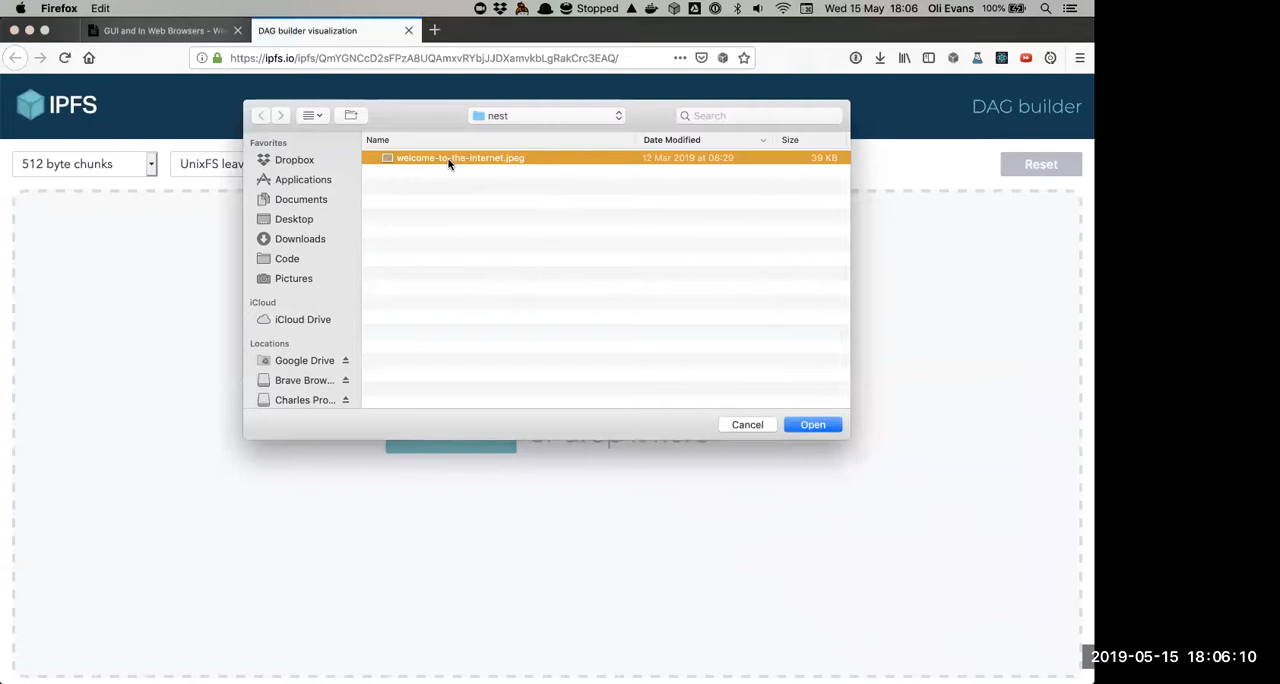 Firefox Edit Stopped Wed 15 May 18:06 Oli Evans 100%
GUI and In Web Browsers - We
DAG builder visualization
https://ipfs.io/ipfs/QmYGNCcD2sFPzA8UQAmxvRYbjJJDXamvkbLgRakCrc3EAQ/
IPFS
DAG builder
512 byte chunks
UnixFS leav
Reset
nest
Search
Favorites
Dropbox
Applications
Documents
Desktop
Downloads
Code
Pictures
iCloud
iCloud Drive
Locations
Google Drive
Brave Brow...
Charles Pro...
Name Date Modified Size
welcome-to-the-internet.jpeg 12 Mar 2019 at 08:29 39 KB
Cancel
Open
2019-05-15 18:06:10